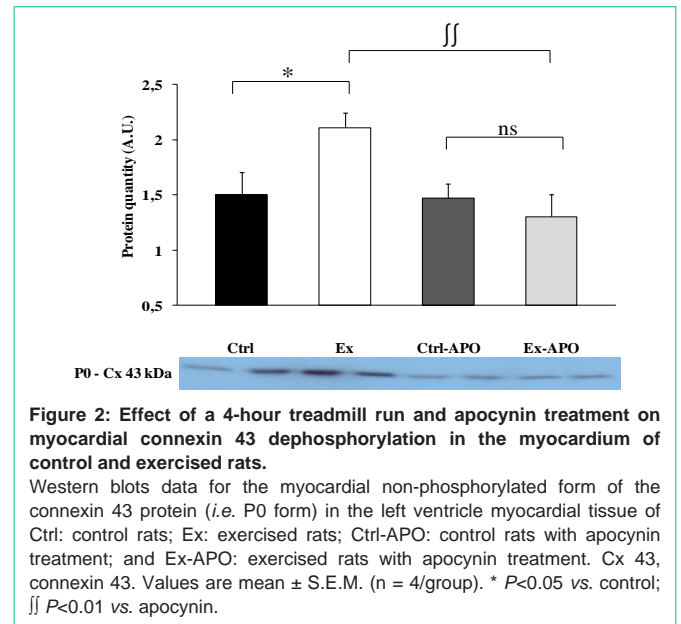 ∫∫
*
2,5
ns
2
1,5
1
0,5
Protein quantity (A.U.)
Ctrl Ex Ctrl-APO Ex-APO
P0 - Cx 43 kDa
Figure 2: Effect of a 4-hour treadmill run and apocynin treatment on
myocardial connexin 43 dephosphorylation in the myocardium of
control and exercised rats.
Western blots data for the myocardial non-phosphorylated form of the
connexin 43 protein (i.e. P0 form) in the left ventricle myocardial tissue of
Ctrl: control rats; Ex: exercised rats; Ctrl-APO: control rats with apocynin
treatment; and Ex-APO: exercised rats with apocynin treatment. Cx 43,
connexin 43. Values are mean ± S.E.M. (n = 4/group). * P<0.05 vs. control;
∫∫ P<0.01 vs. apocynin.